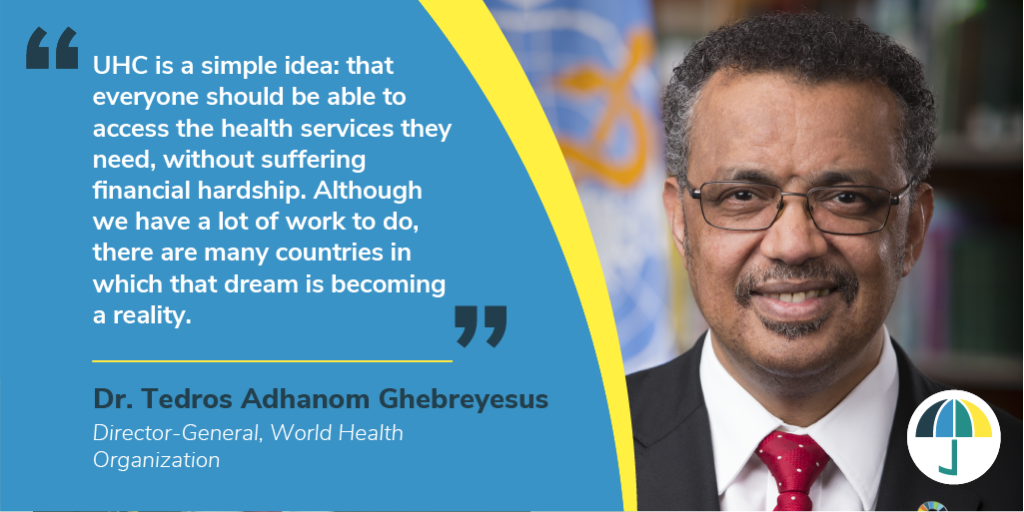 “
UHC is a simple idea: that
everyone should be able to
access the health services they
need, without suffering
financial hardship. Although
we have a lot of work to do,
there are many countries in
which that dream is becoming
a reality.
”
Dr. Tedros Adhanom Ghebreyesus
Director-General, World Health
Organization